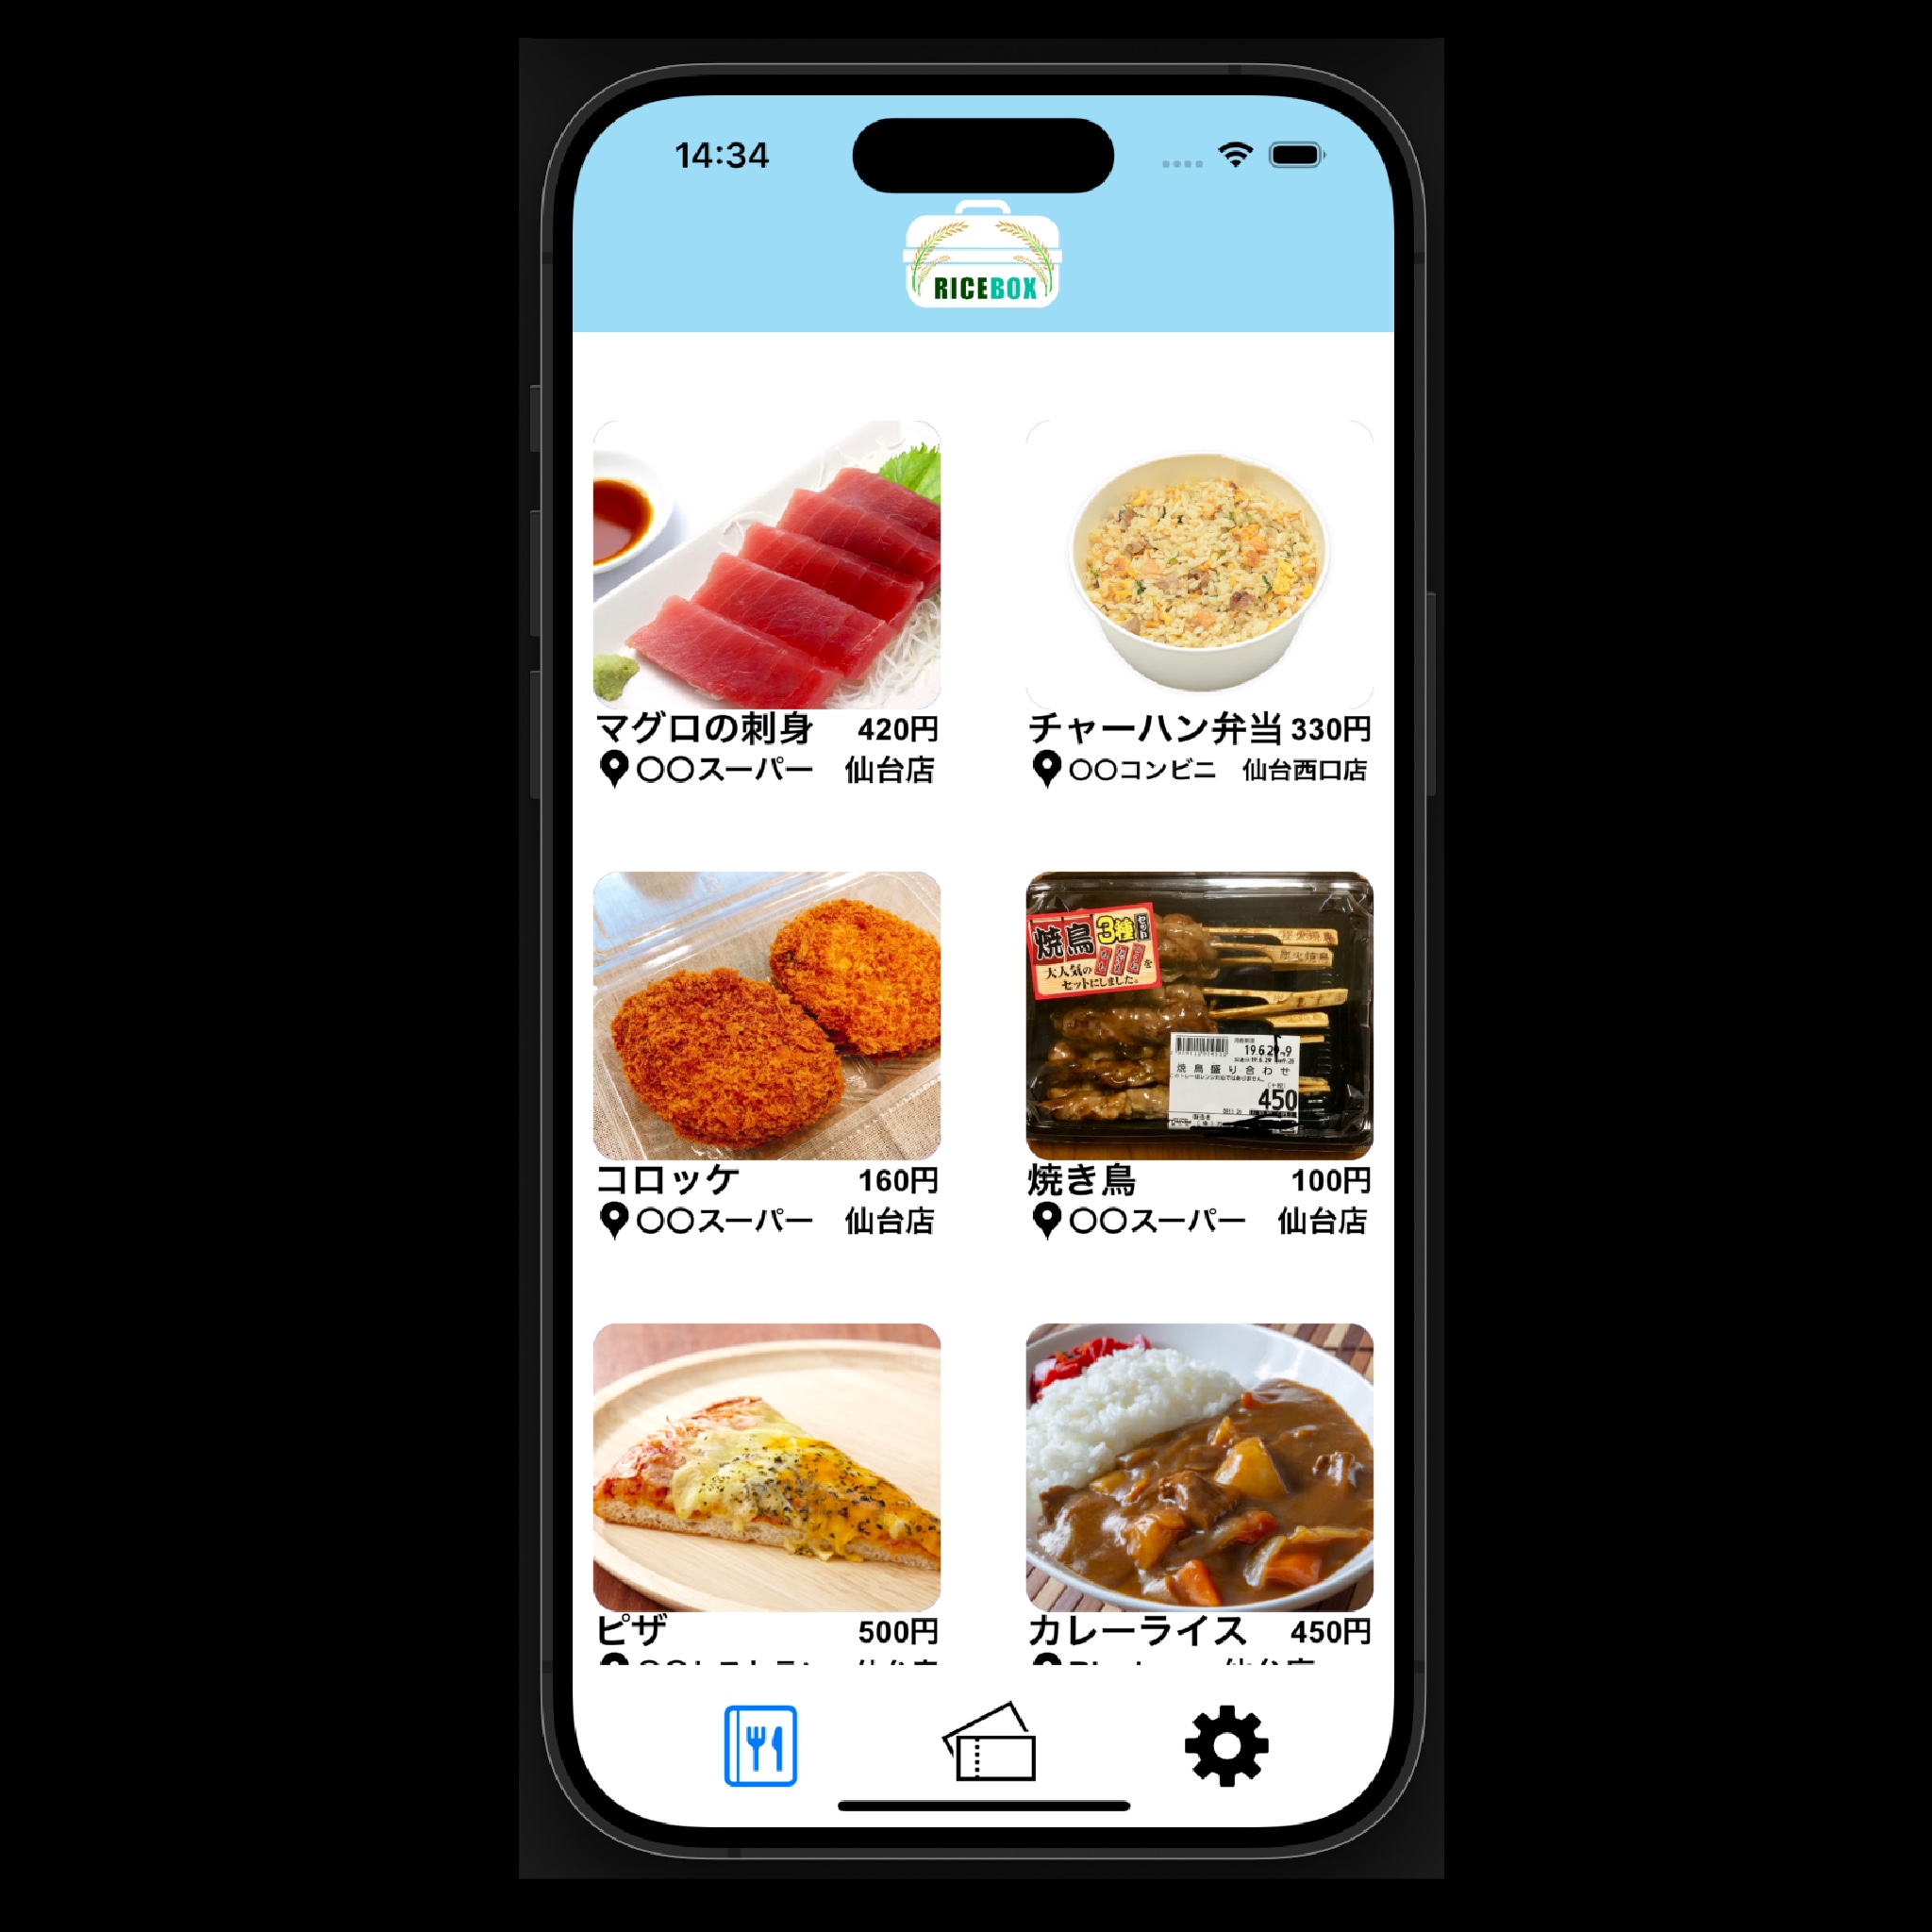 14:34
RICEBOX
マグロの刺身 420円
〇〇スーパー 仙台店
チャーハン弁当 330円
〇〇コンビニ 仙台西口店
焼鳥 3種 セット
大人気の
を
セットにしました。
19.6.29
焼鳥盛り合わせ
450
コロッケ 160円
〇〇スーパー 仙台店
焼き鳥 100円
〇〇スーパー 仙台店
ピザ 500円
カレーライス 450円